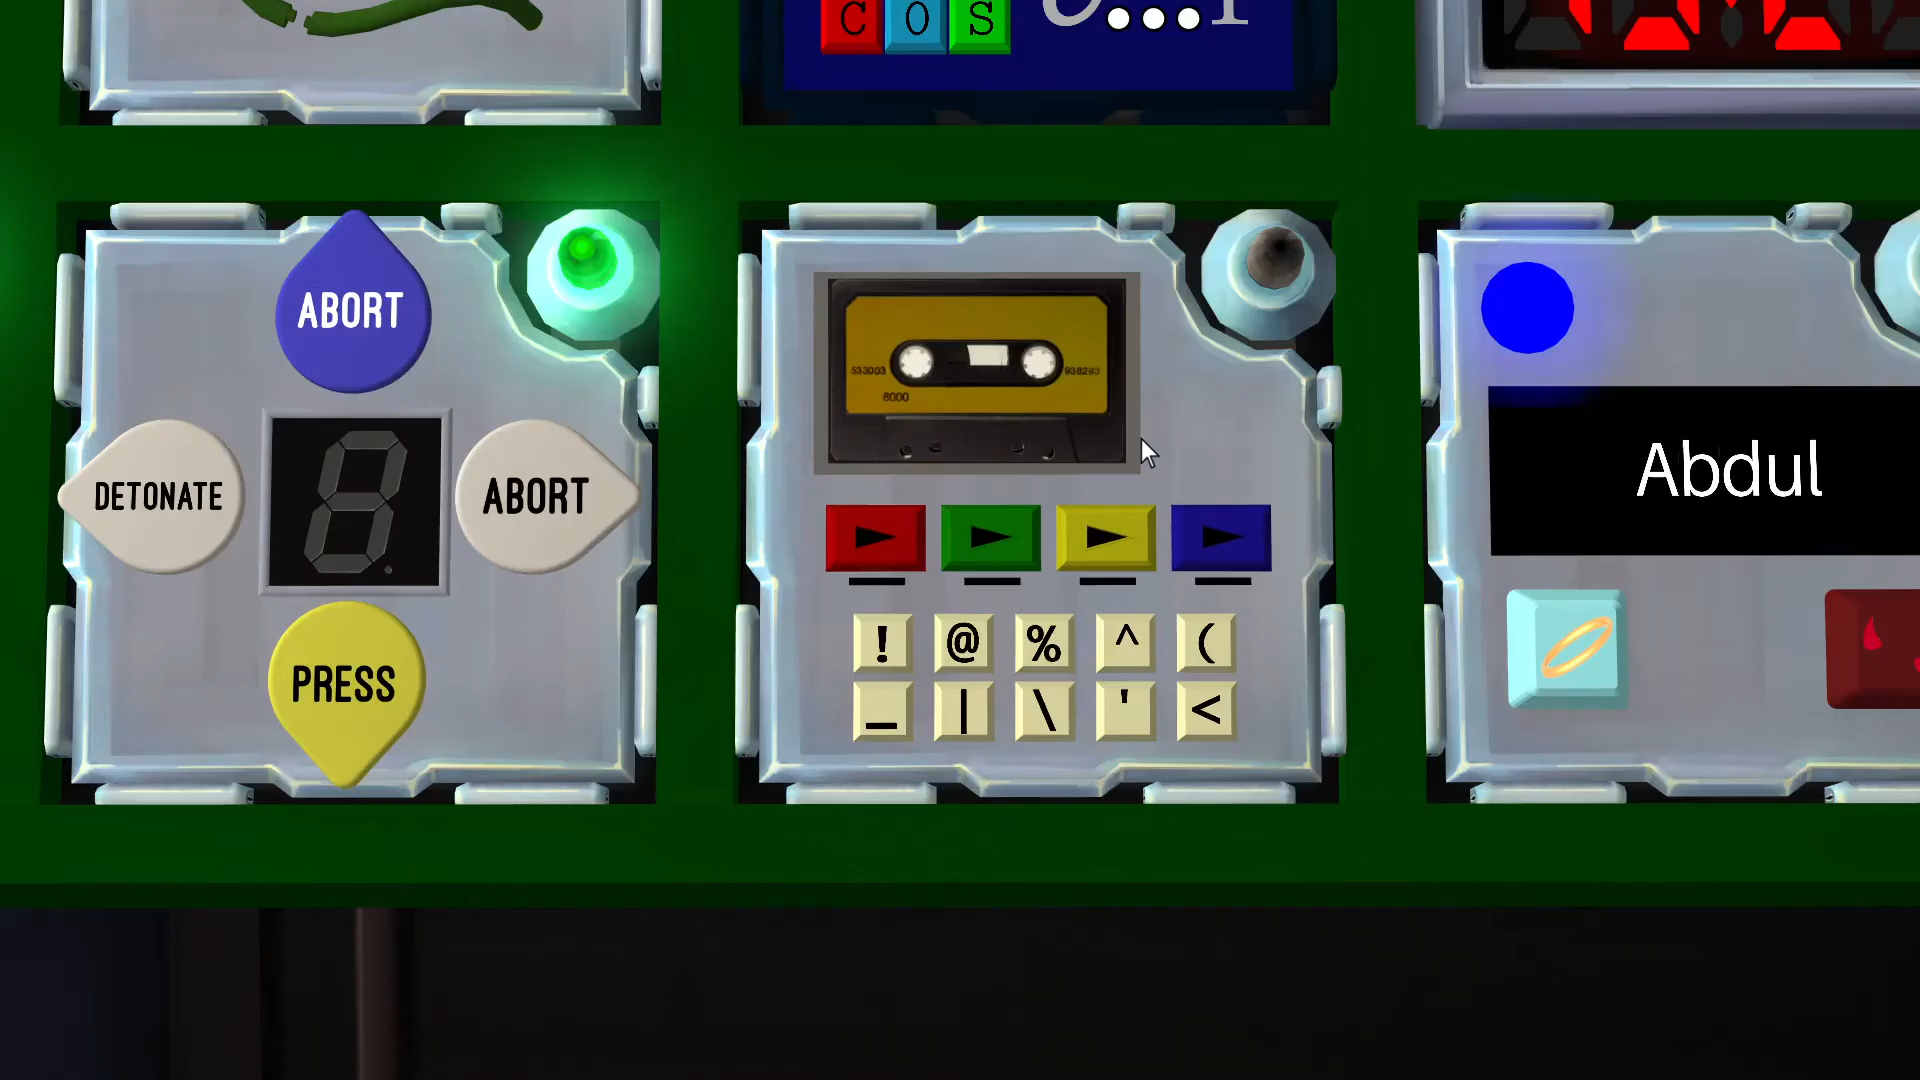 C O S
ABORT
DETONATE
ABORT
PRESS
533003
938293
8000
! @ % ^ (
_ | \ ' <
Abdul